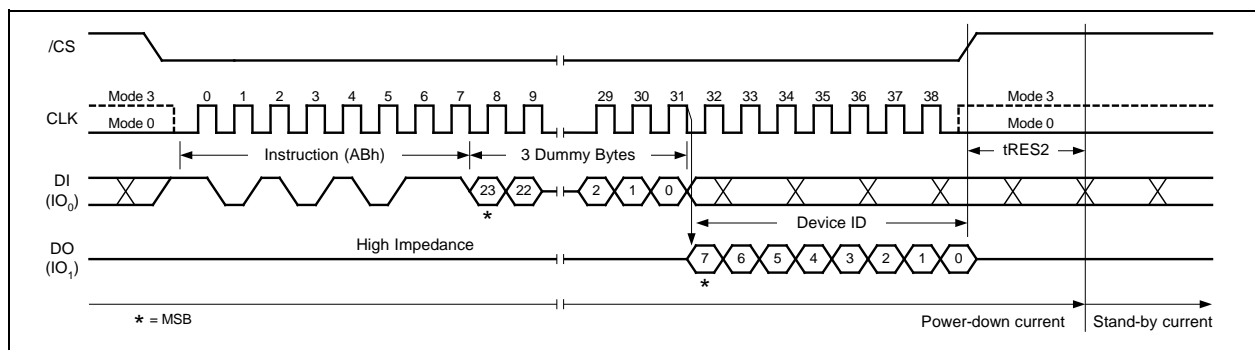 /CS
0 1 2 3 4 5 6 7 8 9 29 30 31 32 33 34 35 36 37 38
Mode 3 Mode 3
CLK
Mode 0 Mode 0
Instruction (ABh) 3 Dummy Bytes tRES2
DI
(IO0)
23 22 2 1 0
*
Device ID
High Impedance
DO
(IO1)
7 6 5 4 3 2 1 0
*
* = MSB
Power-down current Stand-by current